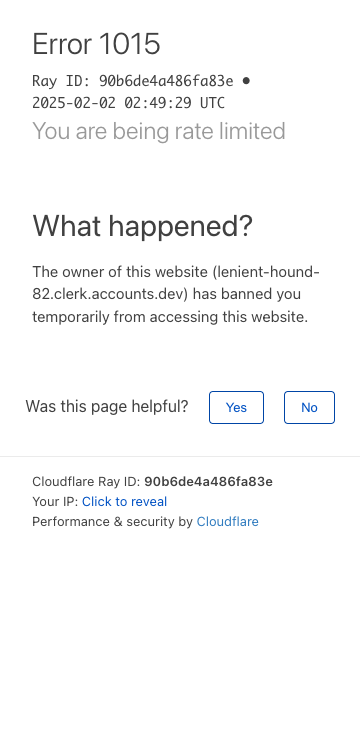 Error 1015
Ray ID: 90b6de4a486fa83e •
2025-02-02 02:49:29 UTC
You are being rate limited
What happened?
The owner of this website (lenient-hound-
82.clerk.accounts.dev) has banned you
temporarily from accessing this website.
Was this page helpful? Yes No
Cloudflare Ray ID: 90b6de4a486fa83e
Your IP: Click to reveal
Performance & security by Cloudflare